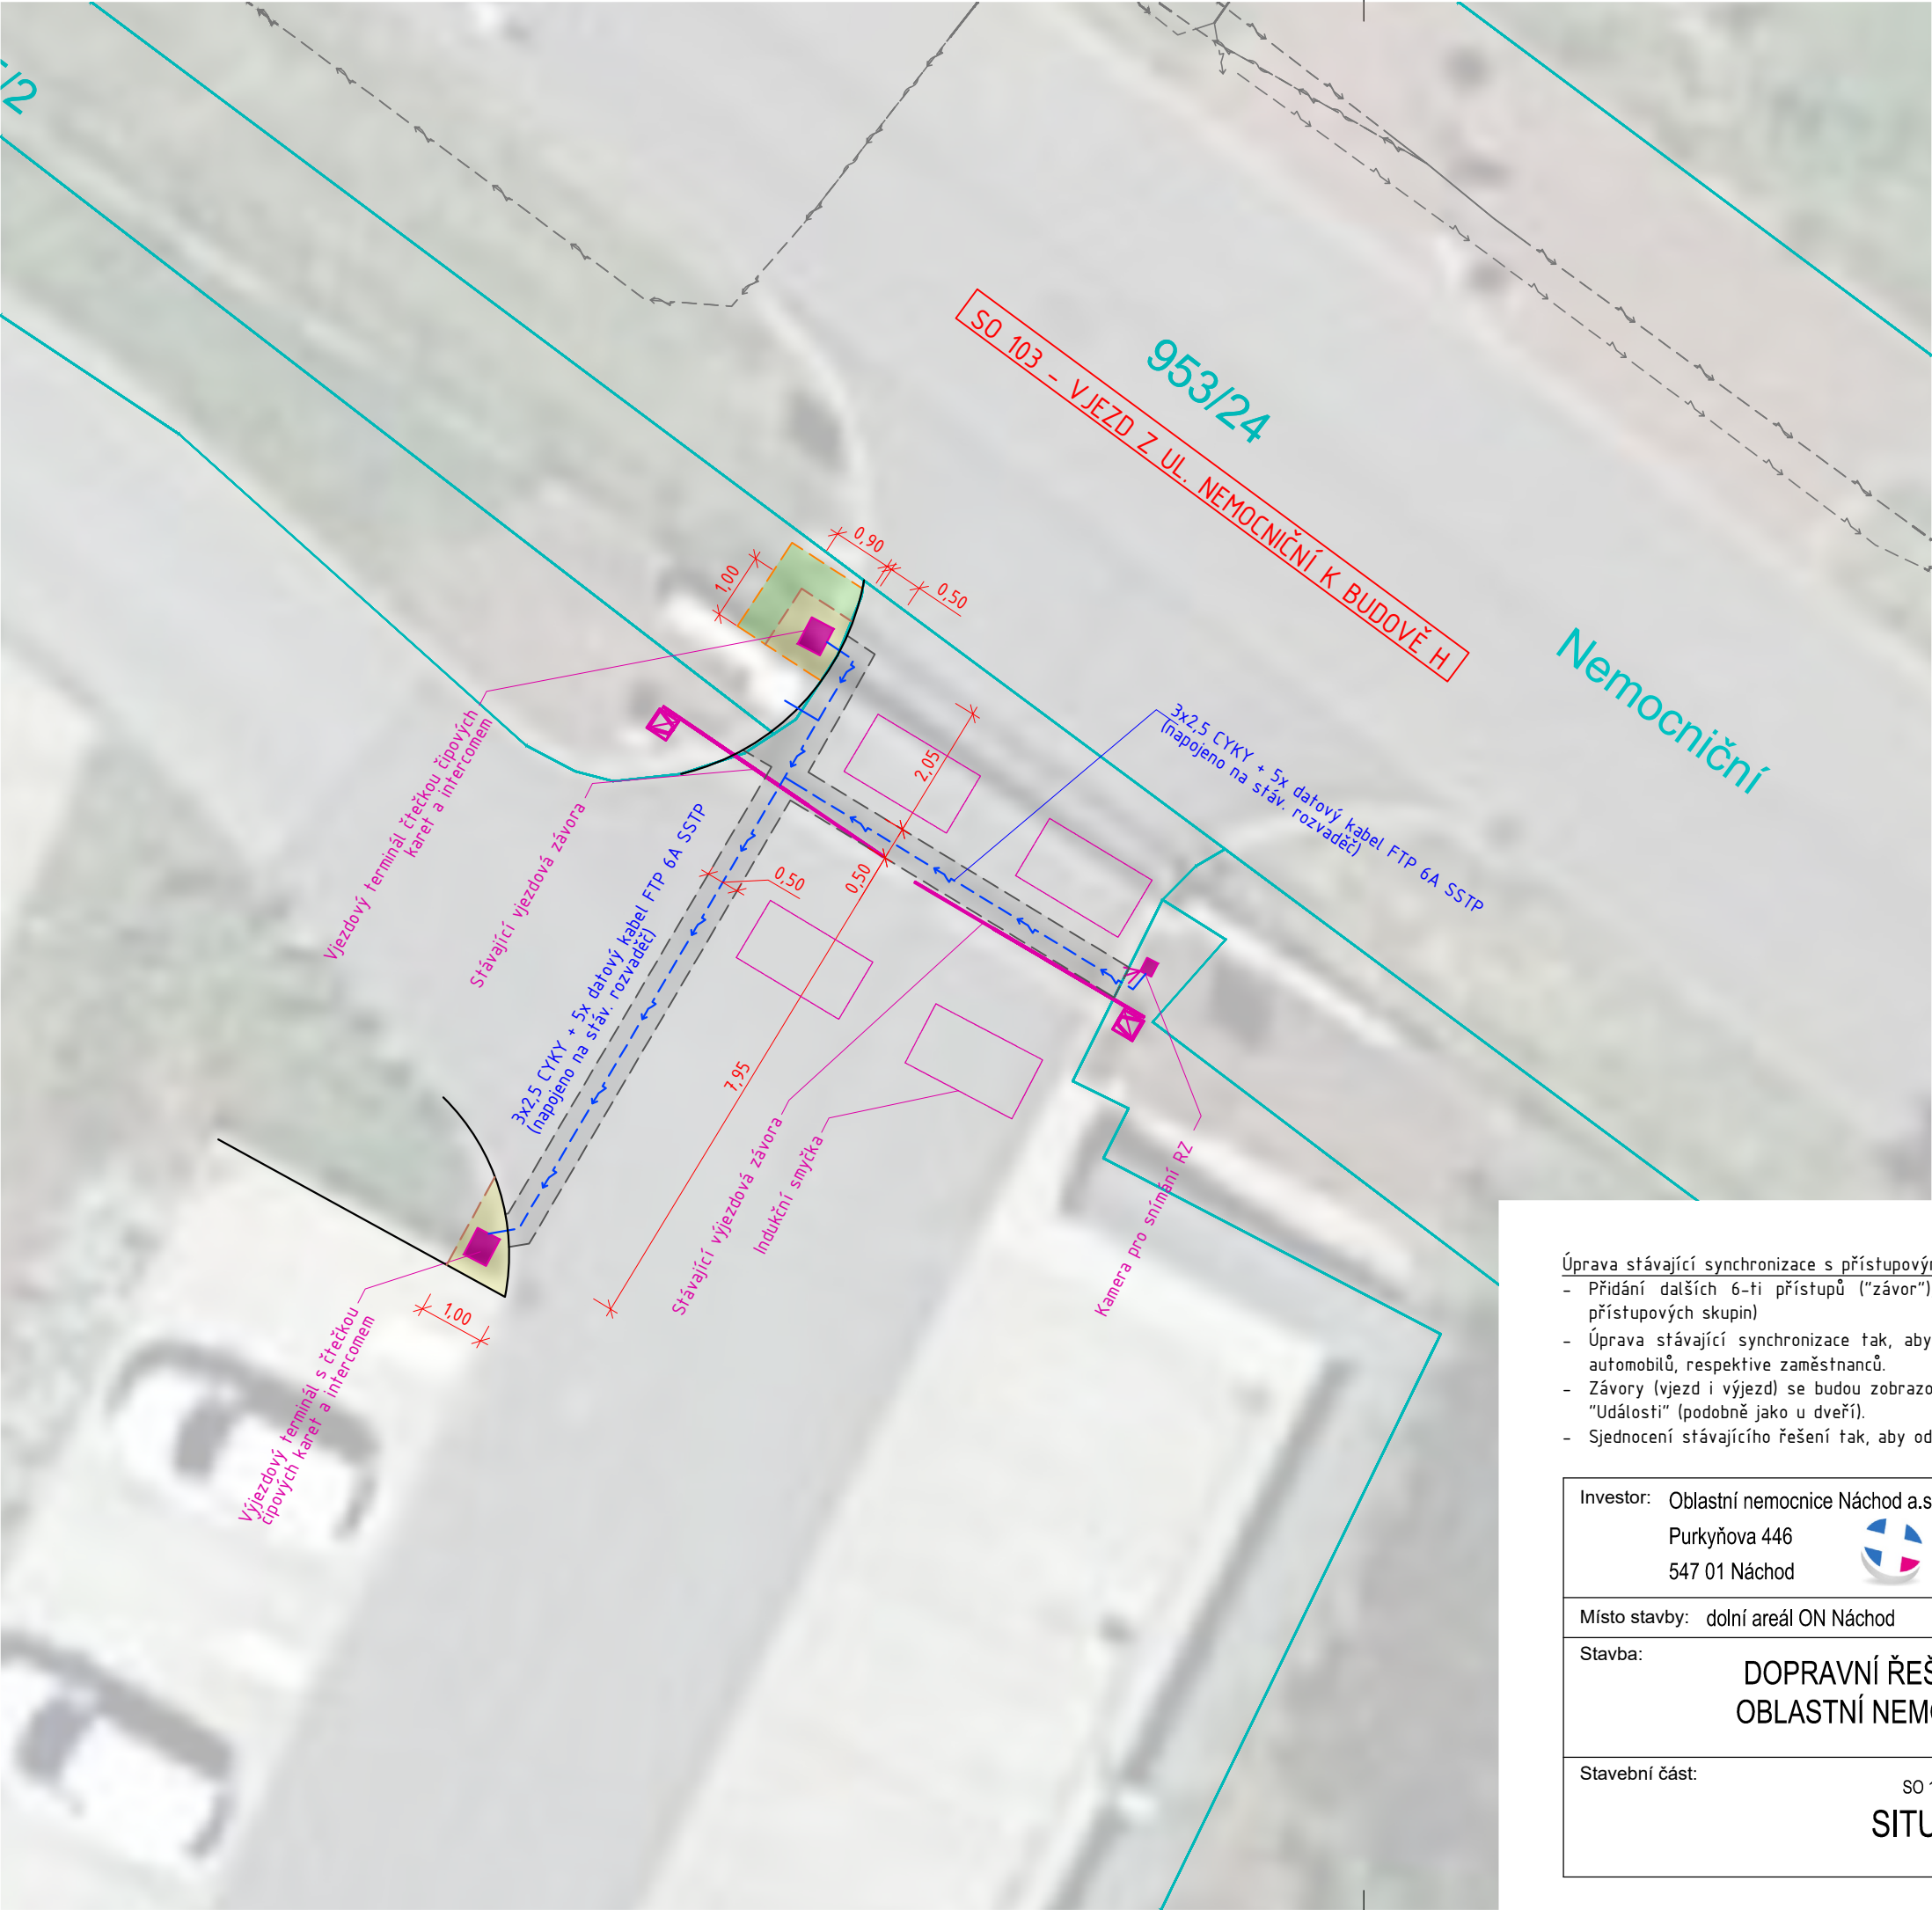 5/2
953/24
SO 103 - VJEZD Z UL. NEMOCNIČNÍ K BUDOVĚ H
Nemocniční
0,90
1,00
0,50
2,05
3x2,5 CYKY + 5x datový kabel FTP 6A SSTP
(napojeno na stáv. rozvaděč)
Vjezdový terminál čtečkou čipových
karet a intercomem
Stávající vjezdová závora
0,50
0,50
3x2,5 CYKY + 5x datový kabel FTP 6A SSTP
(napojeno na stáv. rozvaděč)
7,95
Stávající výjezdová závora
Indukční smyčka
Kamera pro snímání RZ
1,00
Výjezdový terminál s čtečkou
čipových karet a intercomem
Úprava stávající synchronizace s přístupový
- Přidání dalších 6-ti přístupů ("závor")
přístupových skupin)
- Úprava stávající synchronizace tak, aby
automobilů, respektive zaměstnanců.
- Závory (vjezd i výjezd) se budou zobrazo
"Události" (podobně jako u dveří).
- Sjednocení stávajícího řešení tak, aby od
Investor: Oblastní nemocnice Náchod a.s
Purkyňova 446
547 01 Náchod
Místo stavby: dolní areál ON Náchod
Stavba:
DOPRAVNÍ ŘEŠ
OBLASTNÍ NEM
Stavební část:
SO 1
SITU